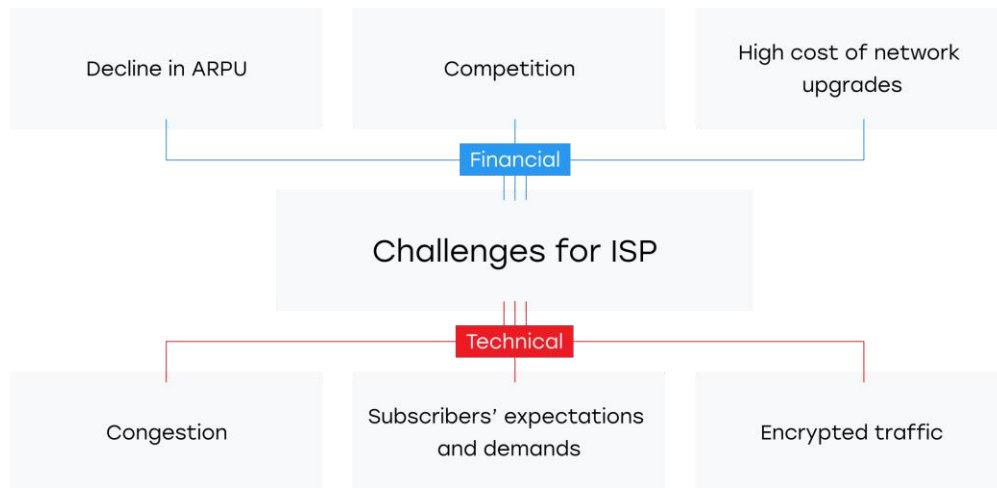 Decline in ARPU
Competition
High cost of network
upgrades
Financial
Challenges for ISP
Technical
Congestion
Subscribers’ expectations
and demands
Encrypted traffic